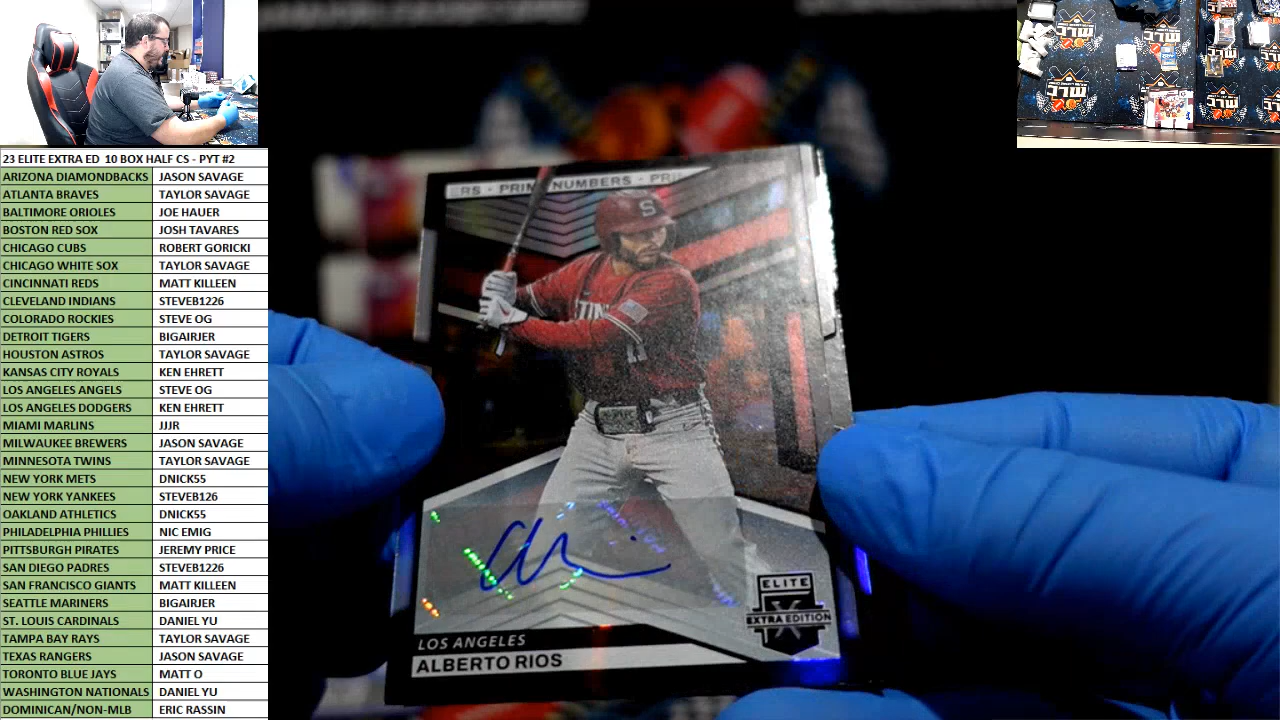 23 ELITE EXTRA ED 10 BOX HALF CS - PYT #2
ARIZONA DIAMONDBACKS JASON SAVAGE
ATLANTA BRAVES TAYLOR SAVAGE
BALTIMORE ORIOLES JOE HAUER
BOSTON RED SOX JOSH TAVARES
CHICAGO CUBS ROBERT GORICKI
CHICAGO WHITE SOX TAYLOR SAVAGE
CINCINNATI REDS MATT KILLEEN
CLEVELAND INDIANS STEVEB1226
COLORADO ROCKIES STEVE OG
DETROIT TIGERS BIGAIRJER
HOUSTON ASTROS TAYLOR SAVAGE
KANSAS CITY ROYALS KEN EHRETT
LOS ANGELES ANGELS STEVE OG
LOS ANGELES DODGERS KEN EHRETT
MIAMI MARLINS JJJR
MILWAUKEE BREWERS JASON SAVAGE
MINNESOTA TWINS TAYLOR SAVAGE
NEW YORK METS DNICK55
NEW YORK YANKEES STEVEB126
OAKLAND ATHLETICS DNICK55
PHILADELPHIA PHILLIES NIC EMIG
PITTSBURGH PIRATES JEREMY PRICE
SAN DIEGO PADRES STEVEB1226
SAN FRANCISCO GIANTS MATT KILLEEN
SEATTLE MARINERS BIGAIRJER
ST. LOUIS CARDINALS DANIEL YU
TAMPA BAY RAYS TAYLOR SAVAGE
TEXAS RANGERS JASON SAVAGE
TORONTO BLUE JAYS MATT O
WASHINGTON NATIONALS DANIEL YU
DOMINICAN/NON-MLB ERIC RASSIN
ERS - PRIME NUMBERS - PRI
S
ELITE
X
EXTRA EDITION
LOS ANGELES
ALBERTO RIOS